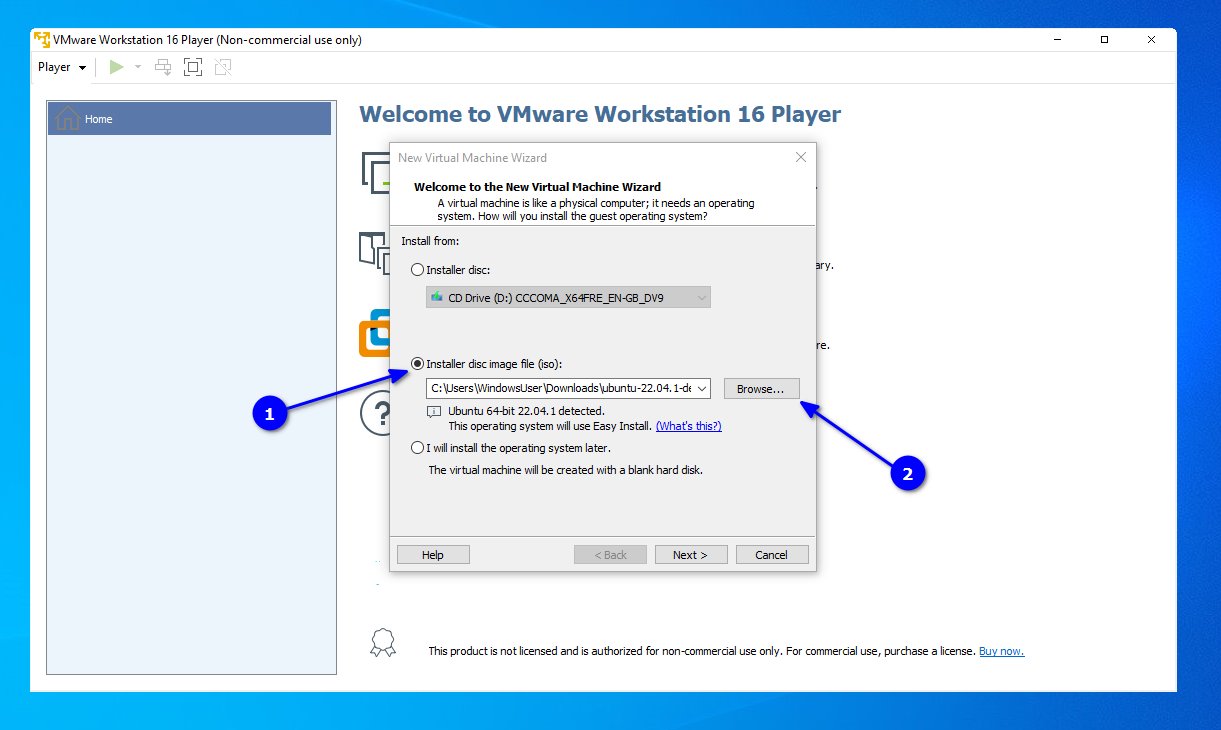 VMware Workstation 16 Player (Non-commercial use only)
Player
Home
Welcome to VMware Workstation 16 Player
New Virtual Machine Wizard
Welcome to the New Virtual Machine Wizard
A virtual machine is like a physical computer; it needs an operating
system. How will you install the guest operating system?
Install from:
Installer disc:
ary.
CD Drive (D:) CCCOMA_X64FRE_EN-GB_DV9
re.
Installer disc image file (iso):
C:\Users\WindowsUser\Downloads\ubuntu-22.04.1-de
Browse...
?
1
Ubuntu 64-bit 22.04.1 detected.
This operating system will use Easy Install. (What's this?)
I will install the operating system later.
The virtual machine will be created with a blank hard disk.
2
Help
< Back
Next >
Cancel
This product is not licensed and is authorized for non-commercial use only. For commercial use, purchase a license. Buy now.